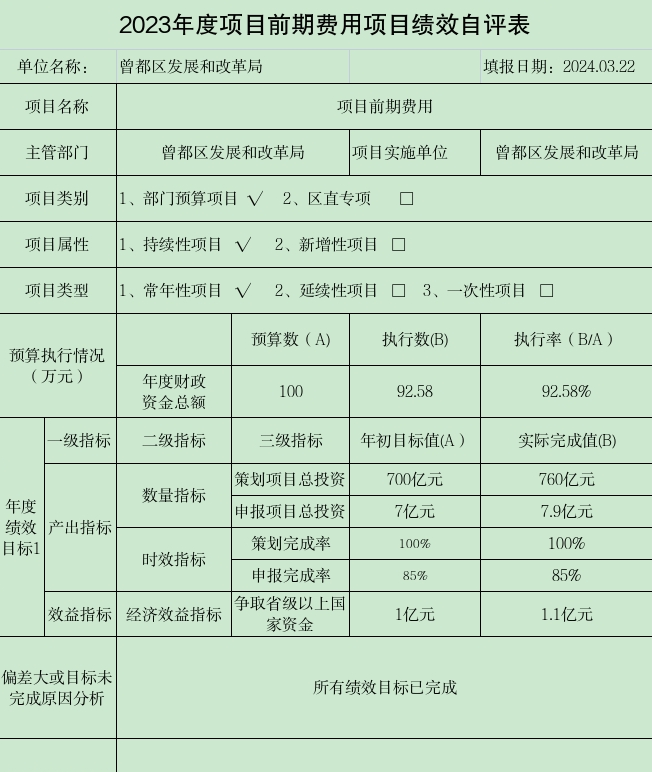 2023年度项目前期费用项目绩效自评表
单位名称： 曾都区发展和改革局 填报日期：2024.03.22
项目名称 项目前期费用
主管部门 曾都区发展和改革局 项目实施单位 曾都区发展和改革局
项目类别 1、部门预算项目 √ 2、区直专项 □
项目属性 1、持续性项目 √ 2、新增性项目 □
项目类型 1、常年性项目 √ 2、延续性项目 □ 3、一次性项目 □
预算执行情况
（万元）
预算数（A) 执行数(B) 执行率（B/A）
年度财政
资金总额
100 92.58 92.58%
年度
绩效
目标1
一级指标 二级指标 三级指标 年初目标值(A ) 实际完成值(B)
产出指标 数量指标 策划项目总投资 700亿元 760亿元
申报项目总投资 7亿元 7.9亿元
时效指标 策划完成率 100% 100%
申报完成率 85% 85%
效益指标 经济效益指标 争取省级以上国
家资金
1亿元 1.1亿元
偏差大或目标未
完成原因分析
所有绩效目标已完成